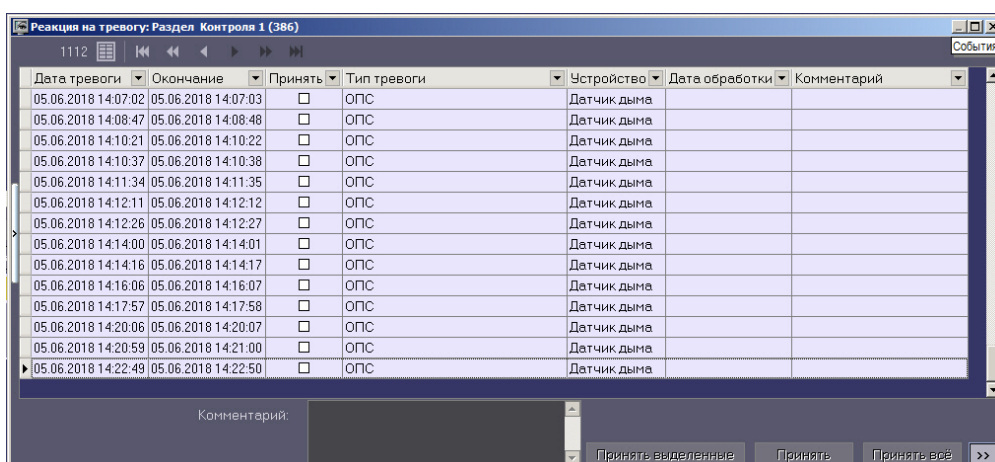 Реакция на тревогу: Раздел Контроля 1 (386)
События
1112
Дата тревоги Окончание Принять Тип тревоги Устройство Дата обработки Комментарий
05.06.2018 14:07:02 05.06.2018 14:07:03 ОПС Датчик дыма
05.06.2018 14:08:47 05.06.2018 14:08:48 ОПС Датчик дыма
05.06.2018 14:10:21 05.06.2018 14:10:22 ОПС Датчик дыма
05.06.2018 14:10:37 05.06.2018 14:10:38 ОПС Датчик дыма
05.06.2018 14:11:34 05.06.2018 14:11:35 ОПС Датчик дыма
05.06.2018 14:12:11 05.06.2018 14:12:12 ОПС Датчик дыма
05.06.2018 14:12:26 05.06.2018 14:12:27 ОПС Датчик дыма
05.06.2018 14:14:00 05.06.2018 14:14:01 ОПС Датчик дыма
05.06.2018 14:14:16 05.06.2018 14:14:17 ОПС Датчик дыма
05.06.2018 14:16:06 05.06.2018 14:16:07 ОПС Датчик дыма
05.06.2018 14:17:57 05.06.2018 14:17:58 ОПС Датчик дыма
05.06.2018 14:20:06 05.06.2018 14:20:07 ОПС Датчик дыма
05.06.2018 14:20:59 05.06.2018 14:21:00 ОПС Датчик дыма
05.06.2018 14:22:49 05.06.2018 14:22:50 ОПС Датчик дыма
Комментарий:
Принять выделенные Принять Принять всё >>